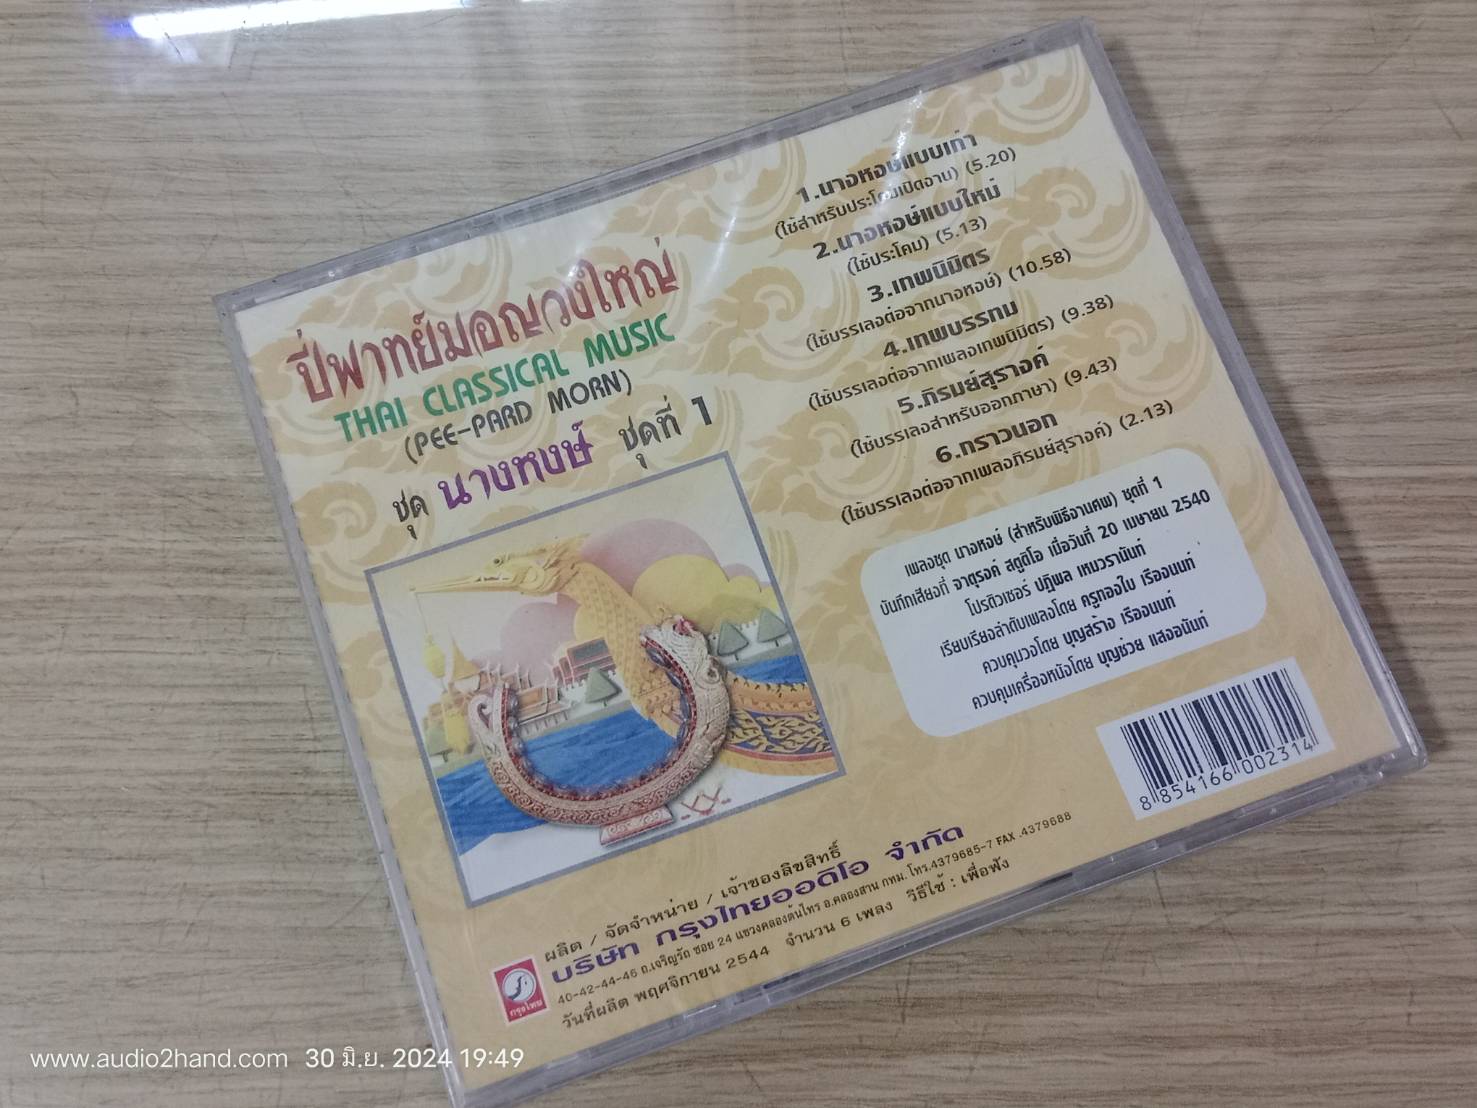 ปี่พาทย์มอญวงใหญ่
THAI CLASSICAL MUSIC
(PEE-PARD MORN)
ชุด นางหงษ์ ชุดที่ 1
1.นางหงษ์แบบเก่า
(ใช้สำหรับประโคมเปิดงาน) (5.20)
2.นางหงษ์แบบใหม่
(ใช้ประโคม) (5.13)
3.เทพนิมิตร
(ใช้บรรเลงต่อจากนางหงษ์) (10.58)
4.เทพบรรทม
(ใช้บรรเลงต่อจากเพลงเทพนิมิตร) (9.38)
5.ภิรมย์สุรางค์
(ใช้บรรเลงสำหรับออกภาษา) (9.43)
6.กราวนอก
(ใช้บรรเลงต่อจากเพลงภิรมย์สุรางค์) (2.13)
เพลงชุด นางหงษ์ (สำหรับพิธีงานศพ) ชุดที่ 1
บันทึกเสียงที่ จาตุรงค์ สตูดิโอ เมื่อวันที่ 20 เมษายน 2540
โปรดิวเซอร์ ปฏิพล เหมวรานันท์
เรียบเรียงลำดับเพลงโดย ครูทองใบ เรืองนนท์
ควบคุมวงโดย บุญสร้าง เรืองนนท์
ควบคุมเครื่องหนังโดย บุญช่วย แสงอนันท์
8 854166 002314
ผลิต / จัดจำหน่าย / เจ้าของลิขสิทธิ์
บริษัท กรุงไทยออดิโอ จำกัด
40-42-44-46 ถ.เจริญรัถ ซอย 24 แขวงคลองต้นไทร อ.คลองสาน กทม. โทร.4379685-7 FAX .4379688
วันที่ผลิต พฤศจิกายน 2544 จำนวน 6 เพลง วิธีใช้ : เพื่อฟัง
กรุงไทย
www.audio2hand.com 30 มิ.ย. 2024 19:49